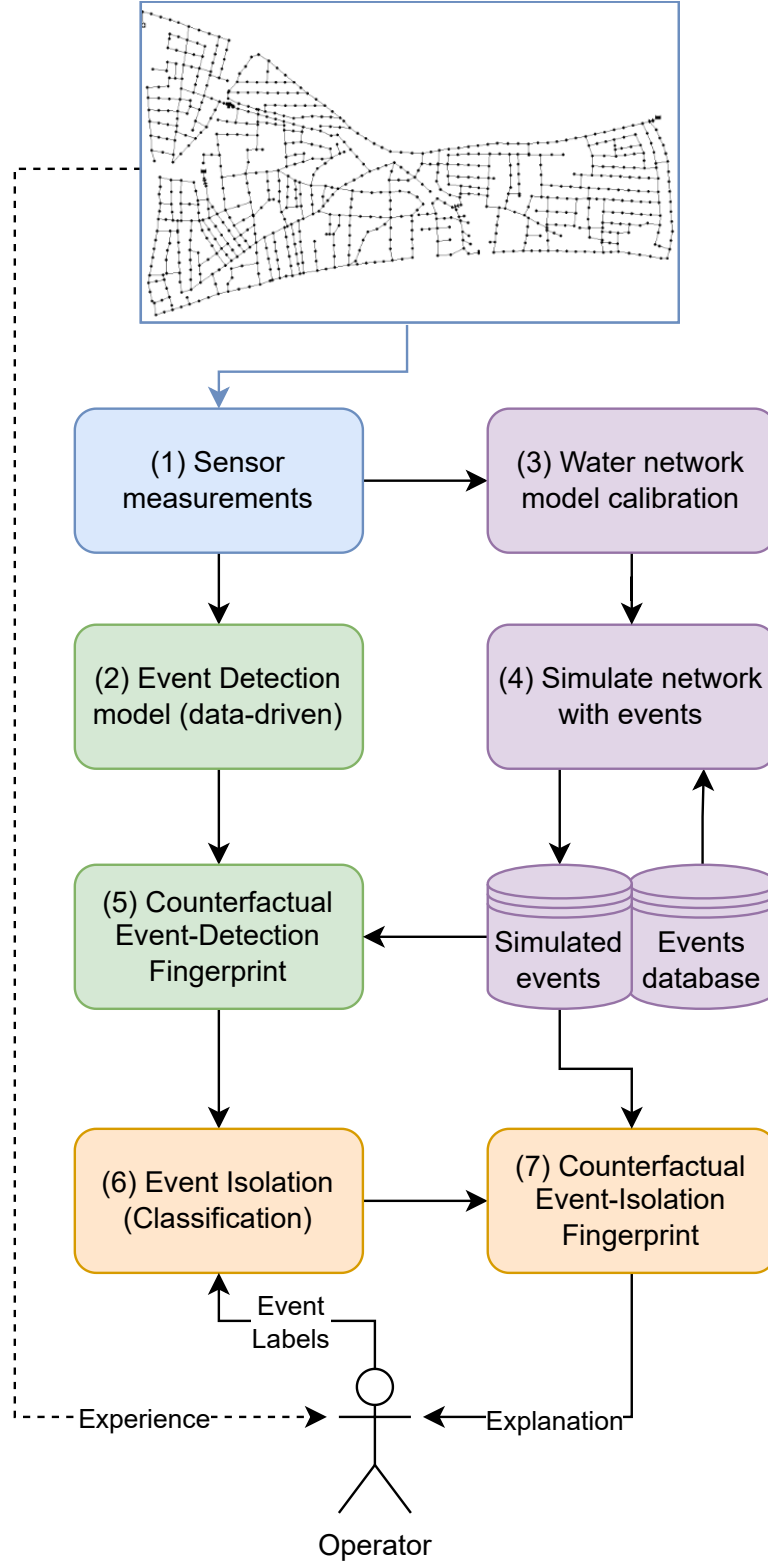 (1) Sensor
measurements
(3) Water network
model calibration
(2) Event Detection
model (data-driven)
(4) Simulate network
with events
(5) Counterfactual
Event-Detection
Fingerprint
Simulated
events
Events
database
(6) Event Isolation
(Classification)
(7) Counterfactual
Event-Isolation
Fingerprint
Event
Labels
Experience
Explanation
Operator